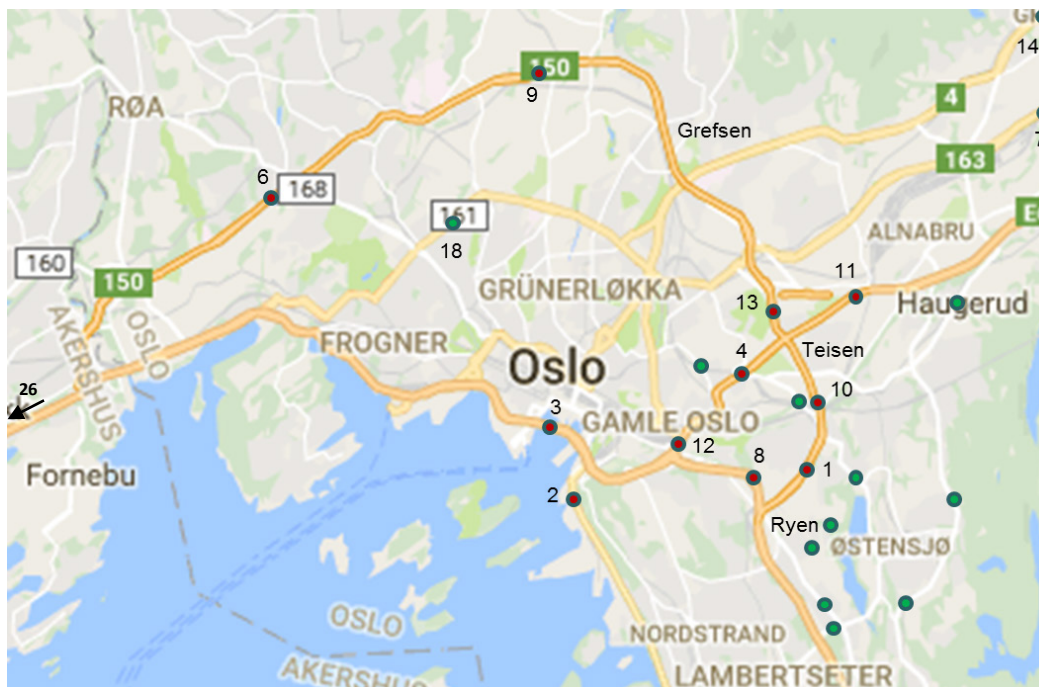 GI
14
150
9
4
RØA
Grefsen
7
163
6
168
161
18
E6
ALNABRU
160
150
11
GRÜNERLØKKA
13
Haugerud
AKERSHUS
OSLO
FROGNER
Teisen
Oslo
4
26
10
3
GAMLE OSLO
12
Fornebu
8
1
2
Ryen
ØSTENSJØ
OSLO
NORDSTRAND
AKERSHUS
LAMBERTSETER